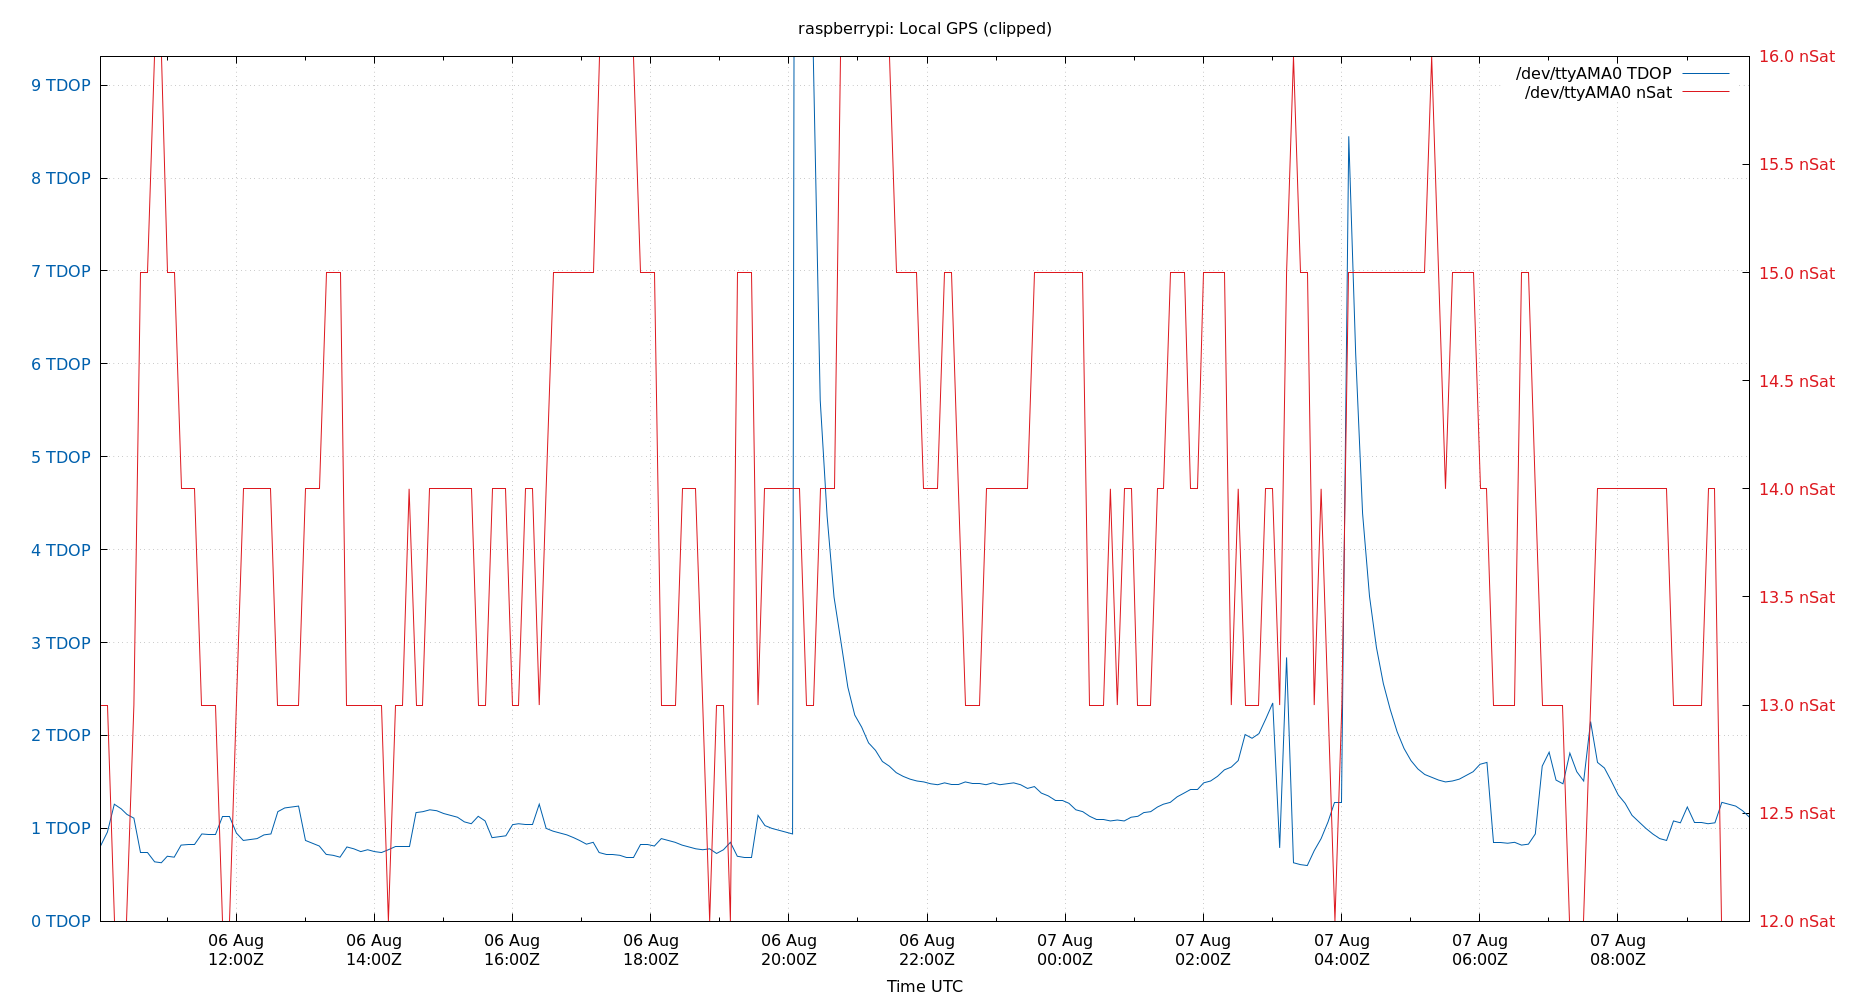 raspberrypi: Local GPS (clipped)
/dev/ttyAMA0 TDOP
/dev/ttyAMA0 nSat
9 TDOP
8 TDOP
7 TDOP
6 TDOP
5 TDOP
4 TDOP
3 TDOP
2 TDOP
1 TDOP
0 TDOP
16.0 nSat
15.5 nSat
15.0 nSat
14.5 nSat
14.0 nSat
13.5 nSat
13.0 nSat
12.5 nSat
12.0 nSat
06 Aug
12:00Z
06 Aug
14:00Z
06 Aug
16:00Z
06 Aug
18:00Z
06 Aug
20:00Z
06 Aug
22:00Z
07 Aug
00:00Z
07 Aug
02:00Z
07 Aug
04:00Z
07 Aug
06:00Z
07 Aug
08:00Z
Time UTC